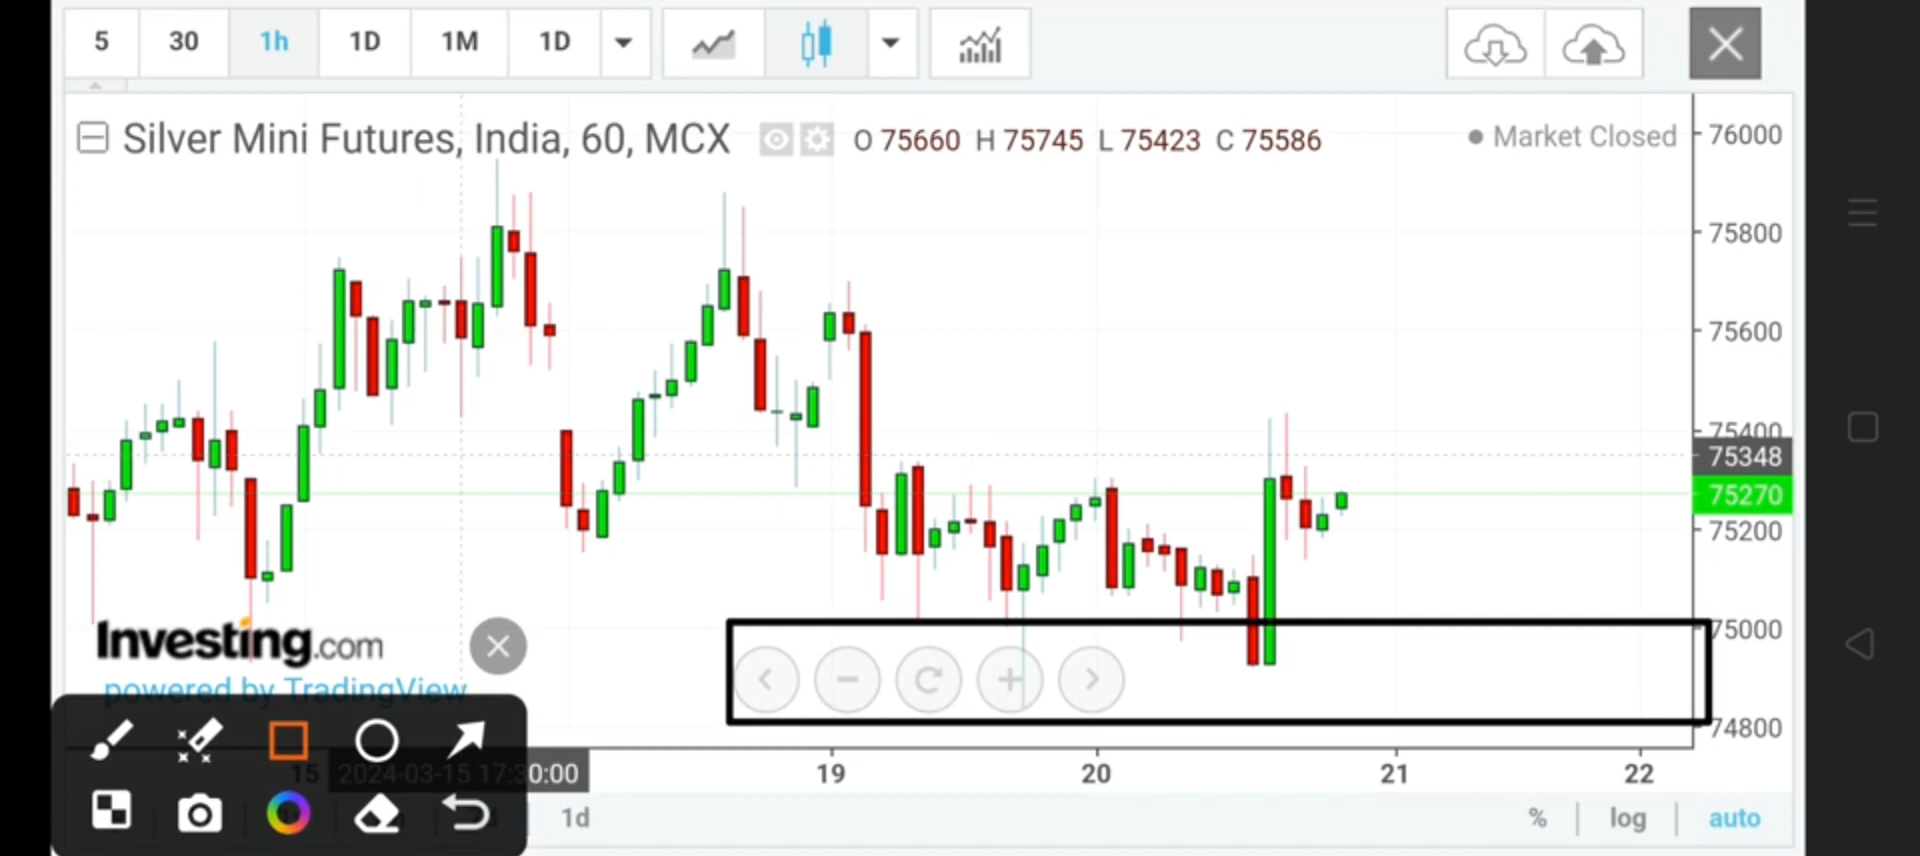 5 30 1h 1D 1M 1D
Silver Mini Futures, India, 60, MCX O 75660 H 75745 L 75423 C 75586 Market Closed
76000
75800
75600
75400
75348
75270
75200
75000
74800
Investing.com
powered by TradingView
15 2024-03-15 17:30:00 19 20 21 22
1d % log auto